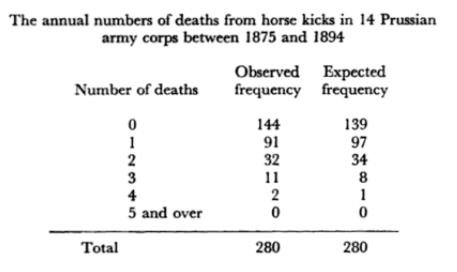 The annual numbers of deaths from horse kicks in 14 Prussian
army corps between 1875 and 1894
Observed Expected
Number of deaths frequency frequency
0 144 139
1 91 97
2 32 34
3 11 8
4 2 1
5 and over 0 0
Total 280 280